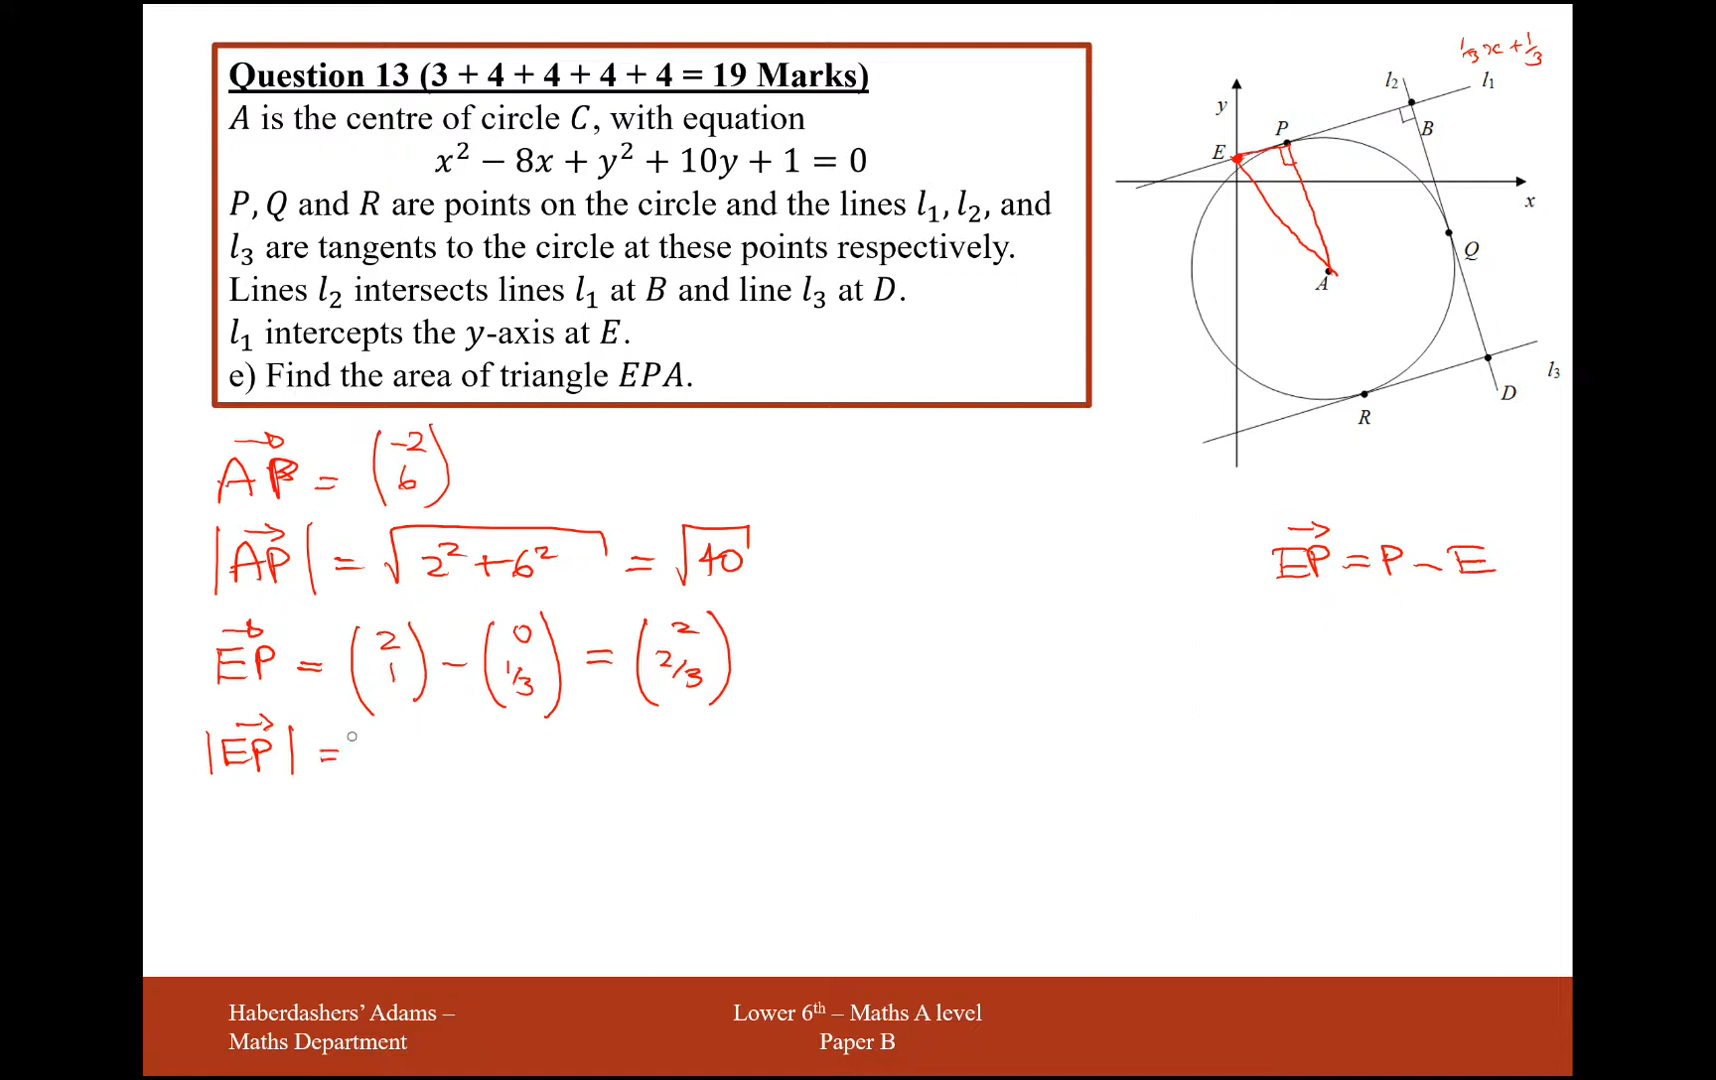 Question 13 (3 + 4 + 4 + 4 + 4 = 19 Marks)
A is the centre of circle C, with equation
x² − 8x + y² + 10y + 1 = 0
P, Q and R are points on the circle and the lines l₁, l₂, and
l₃ are tangents to the circle at these points respectively.
Lines l₂ intersects lines l₁ at B and line l₃ at D.
l₁ intercepts the y-axis at E.
e) Find the area of triangle EPA.
1/3x + 1/3
l₂
l₁
y
P
B
E
x
Q
A
l₃
D
R
AP = (-2 6)
|AP| = √(2² + 6²) = √40
EP = P − E
EP = (2 1) − (0 1/3) = (2 2/3)
|EP| =
Haberdashers’ Adams –
Maths Department
Lower 6th – Maths A level
Paper B